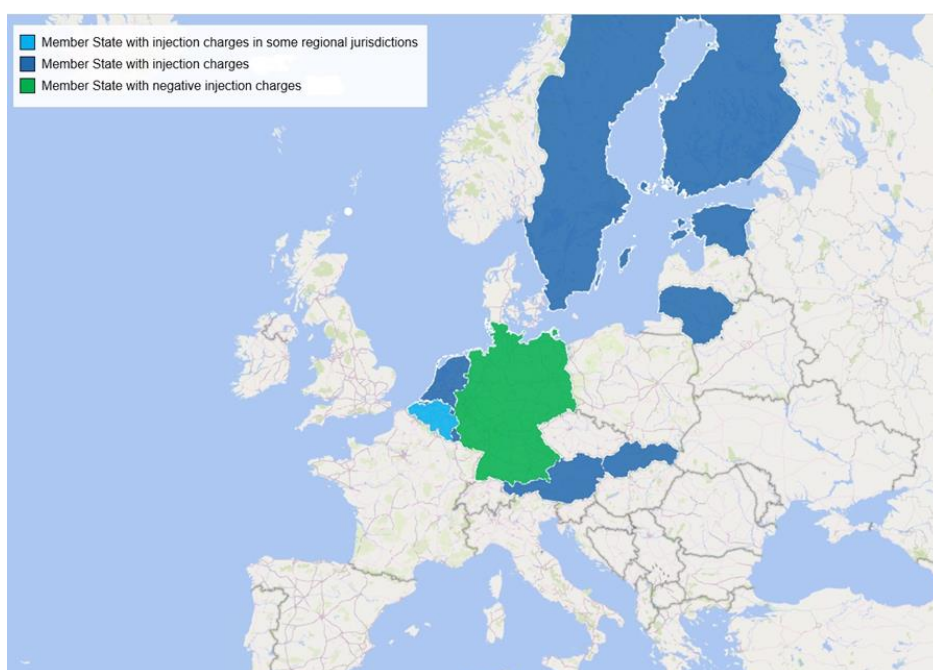 Member State with injection charges in some regional jurisdictions
Member State with injection charges
Member State with negative injection charges